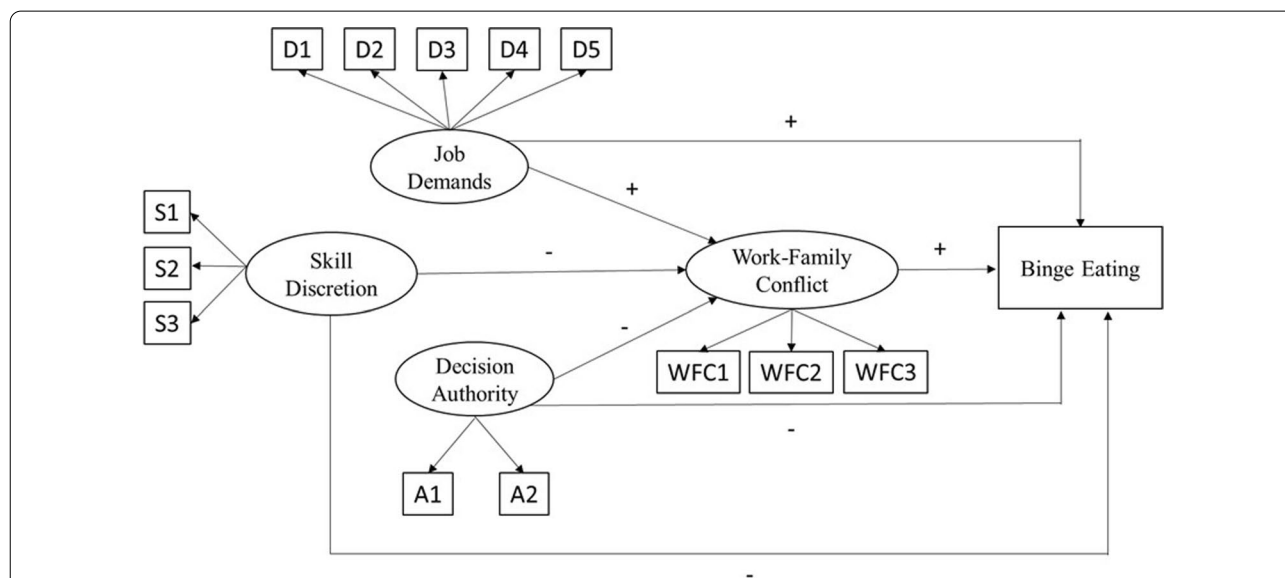 D1 D2 D3 D4 D5
+
Job
Demands
+
S1
S2
S3
Skill
Discretion
-
Work-Family
Conflict
+
Binge Eating
-
WFC1 WFC2 WFC3
Decision
Authority
-
A1 A2
-